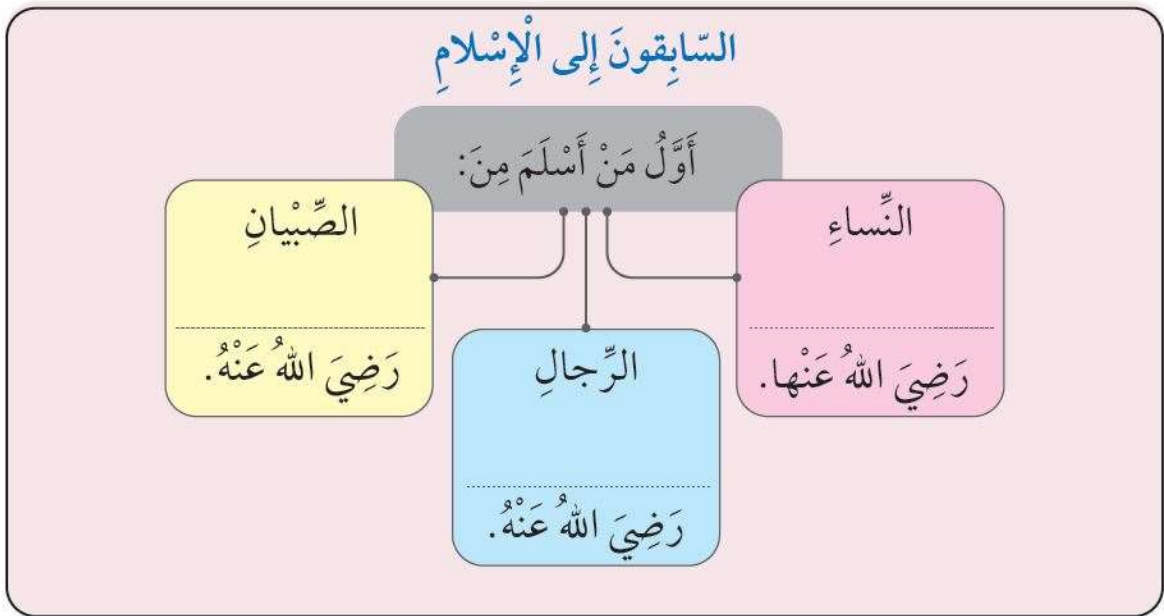 السّابِقونَ إِلى الْإِسْلامِ
أَوَّلُ مَنْ أَسْلَمَ مِنَ:
النِّساءِ
رَضِيَ اللهُ عَنْها.
الرِّجالِ
رَضِيَ اللهُ عَنْهُ.
الصِّبْيانِ
رَضِيَ اللهُ عَنْهُ.